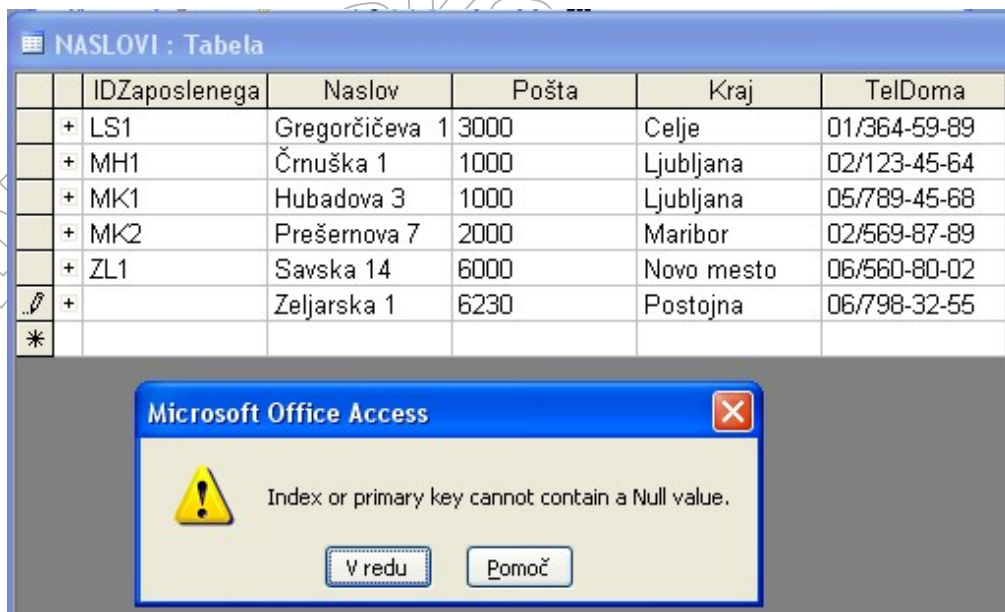 NASLOVI : Tabela
IDZaposlenega Naslov Pošta Kraj TelDoma
+ LS1 Gregorčičeva 1 3000 Celje 01/364-59-89
+ MH1 Črnuška 1 1000 Ljubljana 02/123-45-64
+ MK1 Hubadova 3 1000 Ljubljana 05/789-45-68
+ MK2 Prešernova 7 2000 Maribor 02/569-87-89
+ ZL1 Savska 14 6000 Novo mesto 06/560-80-02
+ Zeljarska 1 6230 Postojna 06/798-32-55
*
Microsoft Office Access
Index or primary key cannot contain a Null value.
V redu Pomoč